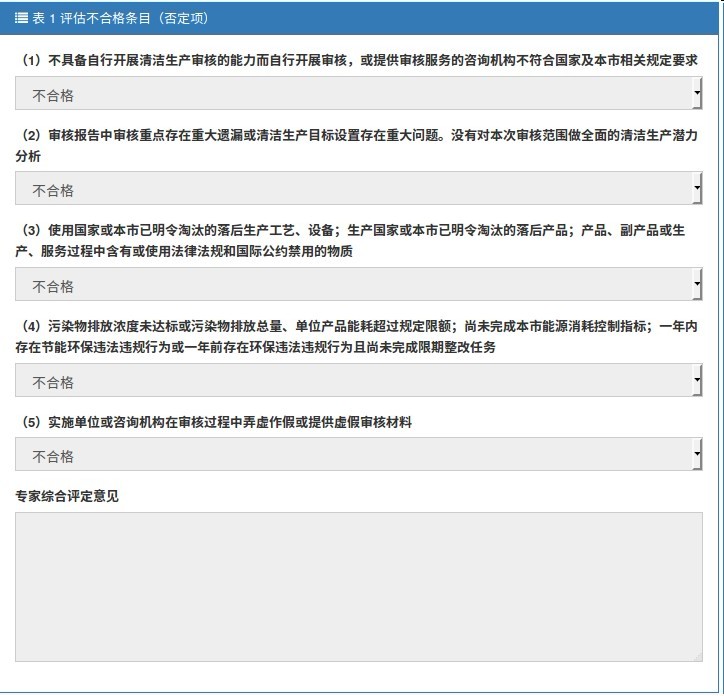 表 1 评估不合格条目（否定项）
（1）不具备自行开展清洁生产审核的能力而自行开展审核，或提供审核服务的咨询机构不符合国家及本市相关规定要求
不合格
（2）审核报告中审核重点存在重大遗漏或清洁生产目标设置存在重大问题。没有对本次审核范围做全面的清洁生产潜力
分析
不合格
（3）使用国家或本市已明令淘汰的落后生产工艺、设备；生产国家或本市已明令淘汰的落后产品；产品、副产品或生
产、服务过程中含有或使用法律法规和国际公约禁用的物质
不合格
（4）污染物排放浓度未达标或污染物排放总量、单位产品能耗超过规定限额；尚未完成本市能源消耗控制指标；一年内
存在节能环保违法违规行为或一年前存在环保违法违规行为且尚未完成限期整改任务
不合格
（5）实施单位或咨询机构在审核过程中弄虚作假或提供虚假审核材料
不合格
专家综合评定意见